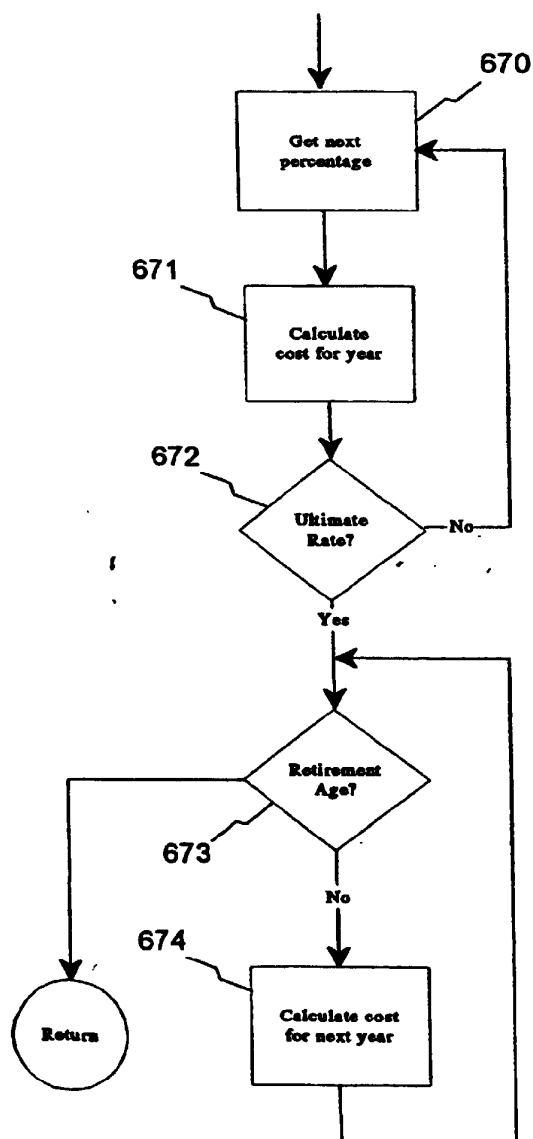 670
Get next
percentage
671
Calculate
cost for year
672
Ultimate
Rate?
No
Yes
Retirement
Age?
673
No
674
Calculate cost
for next year
Return